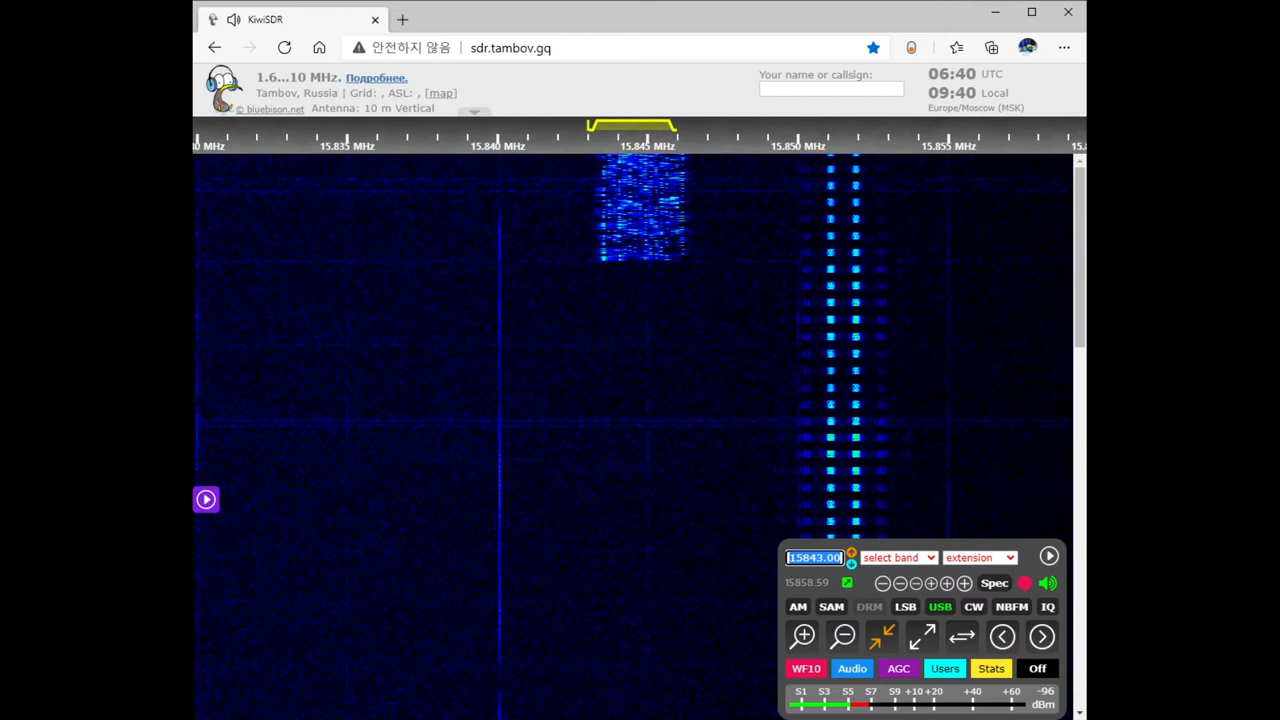 KiwiSDR
안전하지 않음 sdr.tambov.gq
1.6...10 MHz. Подробнее.
Tambov, Russia | Grid: , ASL: , [map]
© bluebison.net Antenna: 10 m Vertical
Your name or callsign:
06:40 UTC
09:40 Local
Europe/Moscow (MSK)
0 MHz 15.835 MHz 15.840 MHz 15.845 MHz 15.850 MHz 15.855 MHz 15.8
15843.00 select band extension
15858.59 Spec
AM SAM DRM LSB USB CW NBFM IQ
WF10 Audio AGC Users Stats Off
S1 S3 S5 S7 S9 +10 +20 +40 +60 -96
dBm